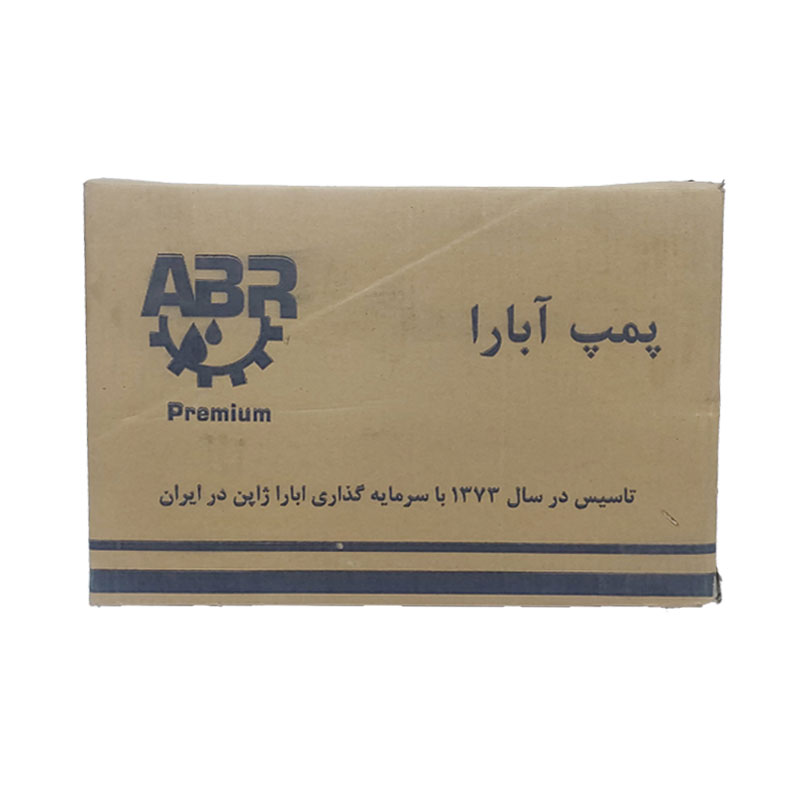 ABR
Premium
پمپ آبارا
تاسیس در سال ۱۳۷۳ با سرمایه گذاری ابارا ژاپن در ایران